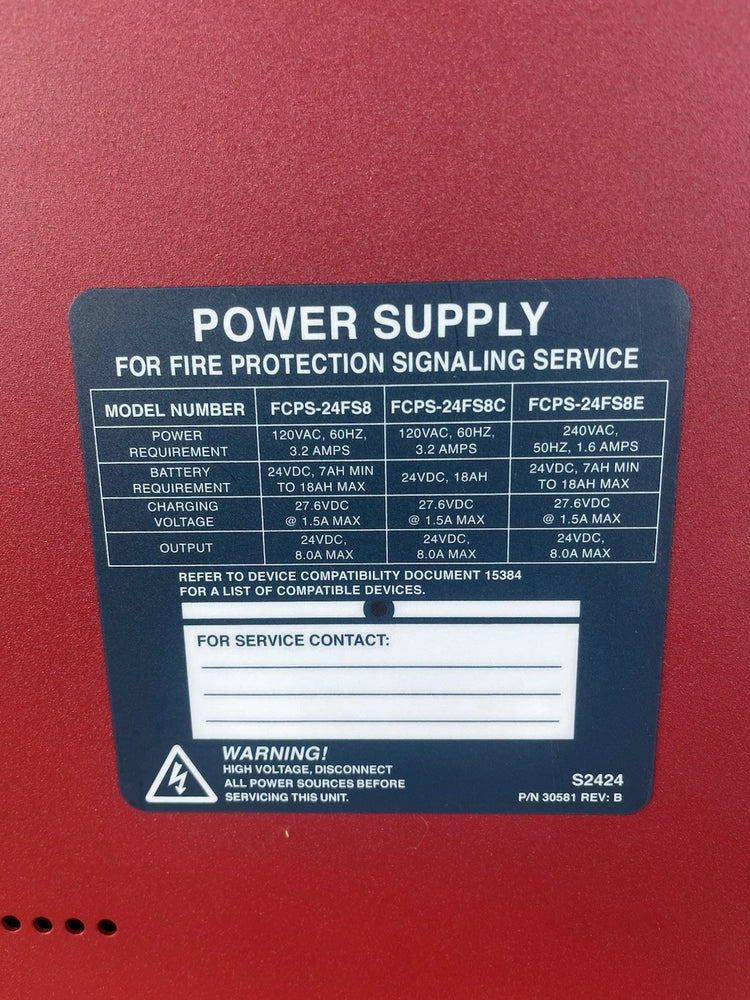 POWER SUPPLY
FOR FIRE PROTECTION SIGNALING SERVICE
MODEL NUMBER FCPS-24FS8 FCPS-24FS8C FCPS-24FS8E
POWER REQUIREMENT 120VAC, 60HZ, 3.2 AMPS 120VAC, 60HZ, 3.2 AMPS 240VAC, 50HZ, 1.6 AMPS
BATTERY REQUIREMENT 24VDC, 7AH MIN TO 18AH MAX 24VDC, 18AH 24VDC, 7AH MIN TO 18AH MAX
CHARGING VOLTAGE 27.6VDC @ 1.5A MAX 27.6VDC @ 1.5A MAX 27.6VDC @ 1.5A MAX
OUTPUT 24VDC, 8.0A MAX 24VDC, 8.0A MAX 24VDC, 8.0A MAX
REFER TO DEVICE COMPATIBILITY DOCUMENT 15384
FOR A LIST OF COMPATIBLE DEVICES.
FOR SERVICE CONTACT:
WARNING!
HIGH VOLTAGE, DISCONNECT
ALL POWER SOURCES BEFORE
SERVICING THIS UNIT.
S2424
P/N 30581 REV: B